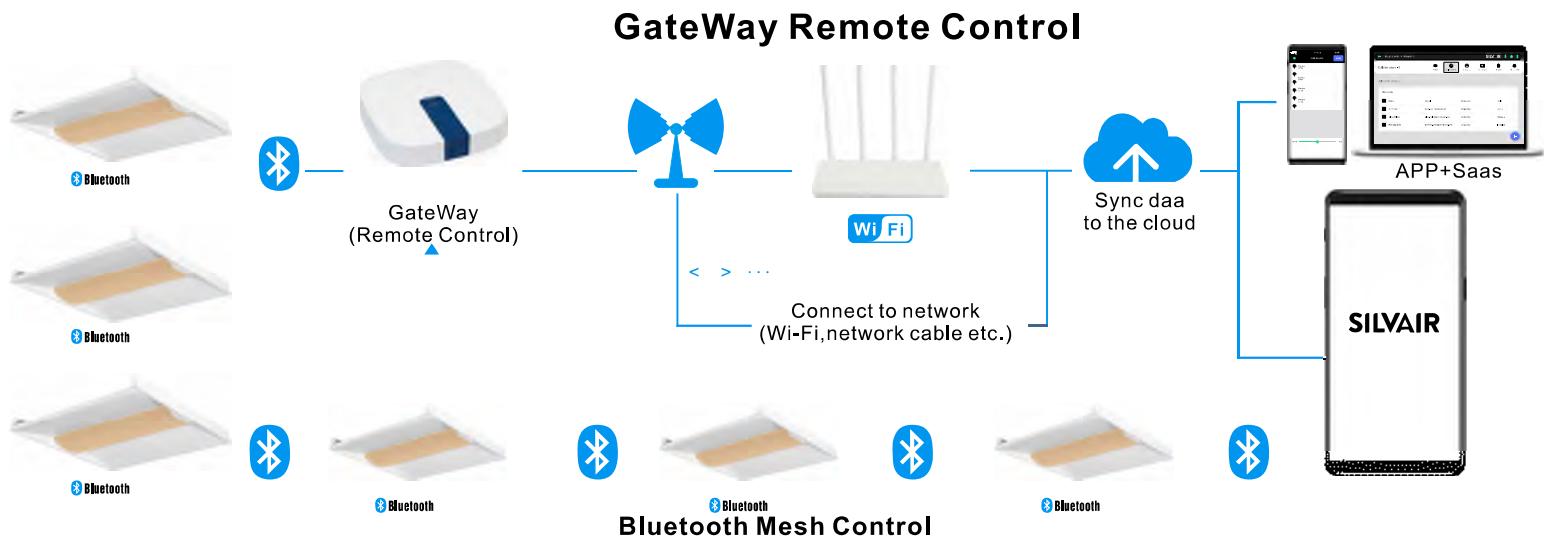 GateWay Remote Control
Bluetooth
GateWay
(Remote Control)
Wi Fi
< > ...
Connect to network
(Wi-Fi,network cable etc.)
Sync daa
to the cloud
APP+Saas
SILVAIR
Bluetooth
Bluetooth
Bluetooth
Bluetooth
Bluetooth
Bluetooth Mesh Control